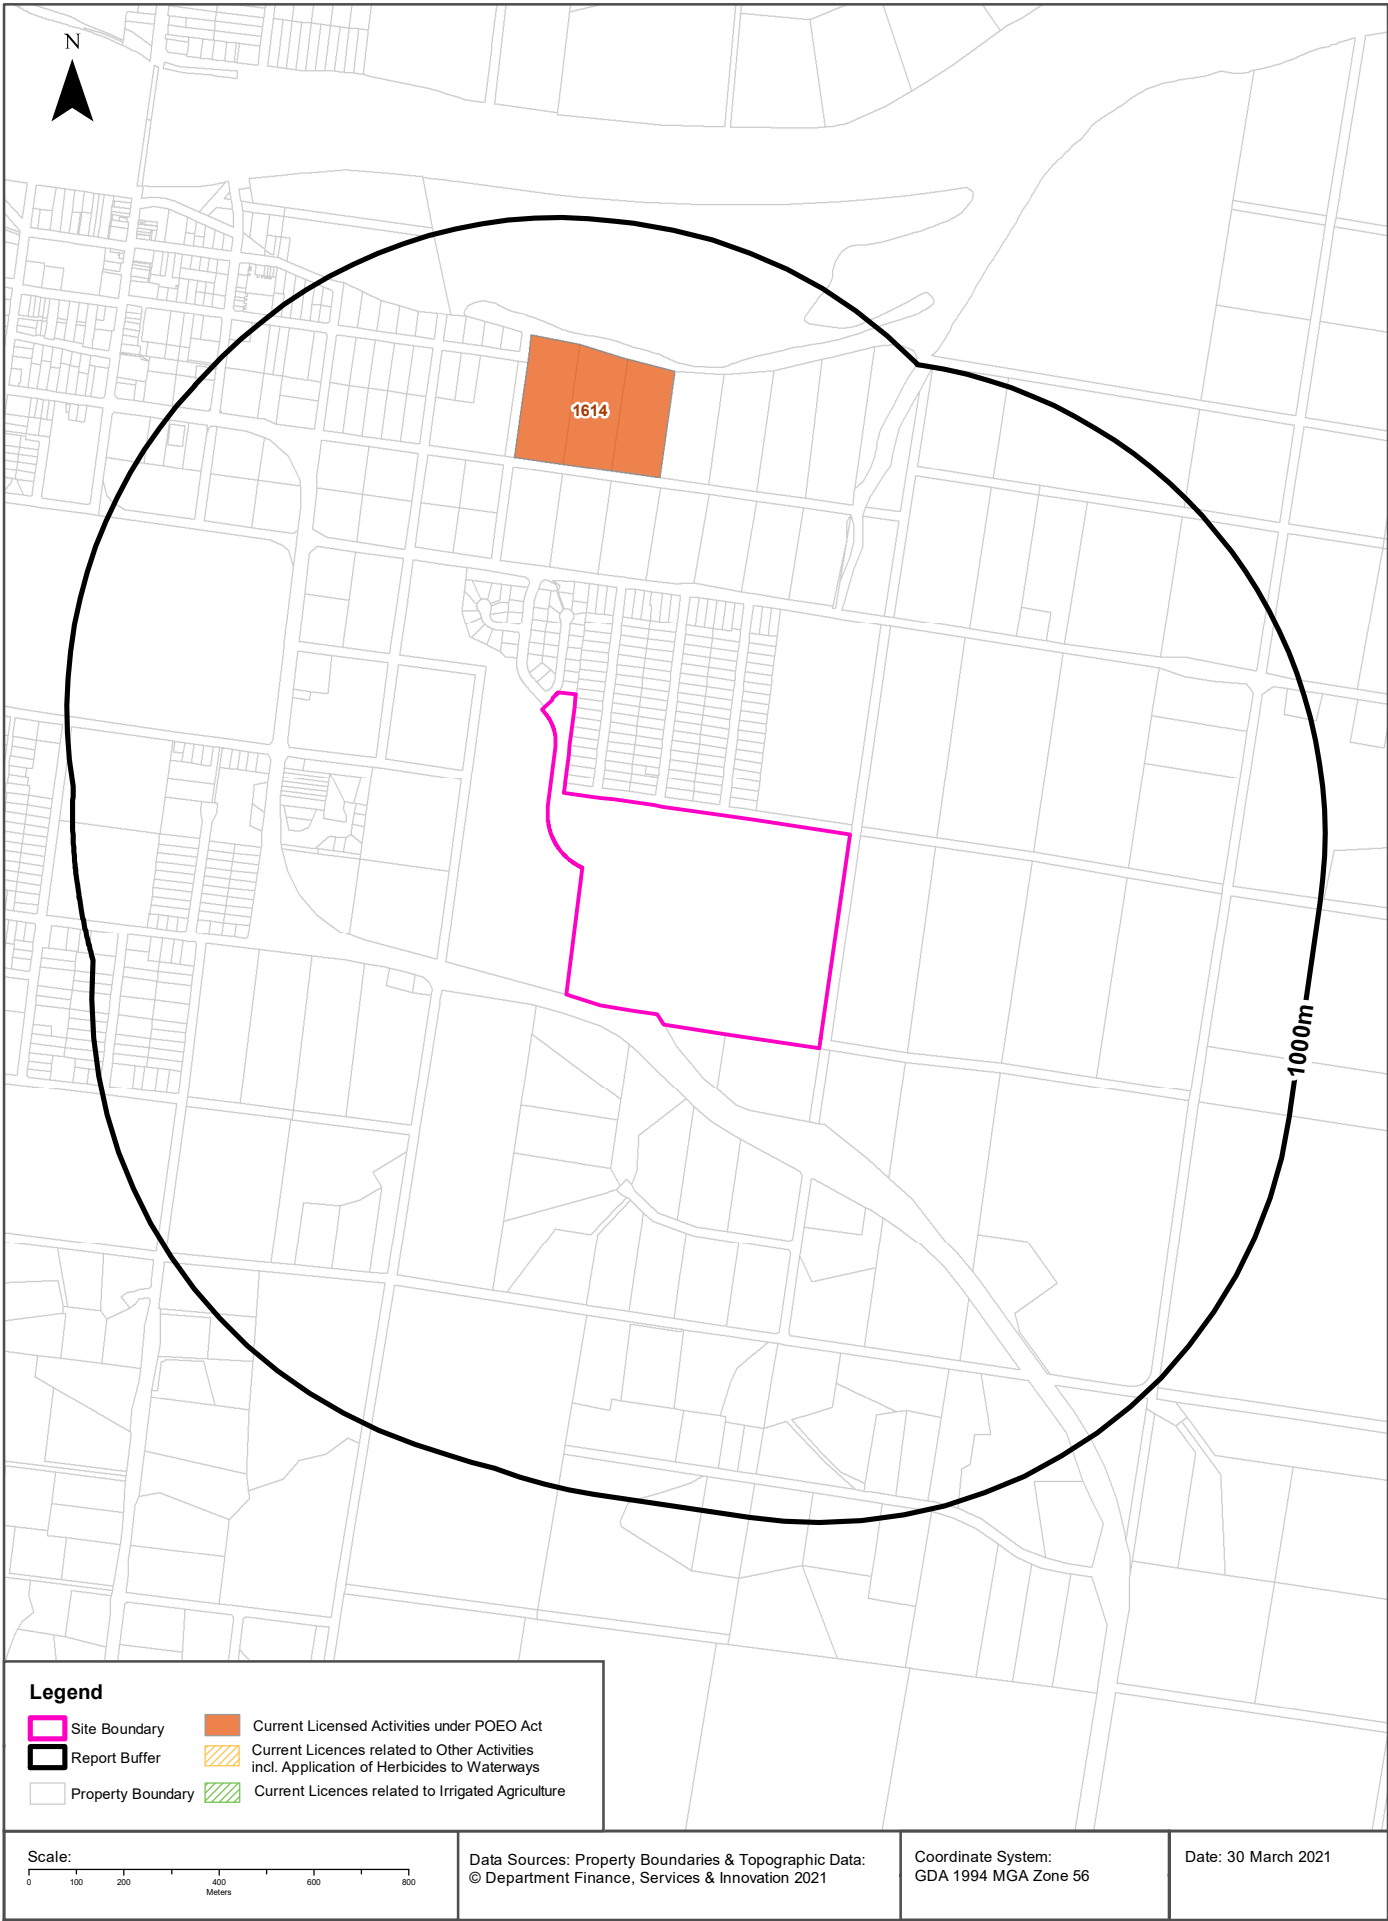 N
1614
1000m
Legend
Site Boundary
Report Buffer
Property Boundary
Current Licensed Activities under POEO Act
Current Licences related to Other Activities
incl. Application of Herbicides to Waterways
Current Licences related to Irrigated Agriculture
Scale:
0 100 200 400 600 800
Meters
Data Sources: Property Boundaries & Topographic Data:
© Department Finance, Services & Innovation 2021
Coordinate System:
GDA 1994 MGA Zone 56
Date: 30 March 2021